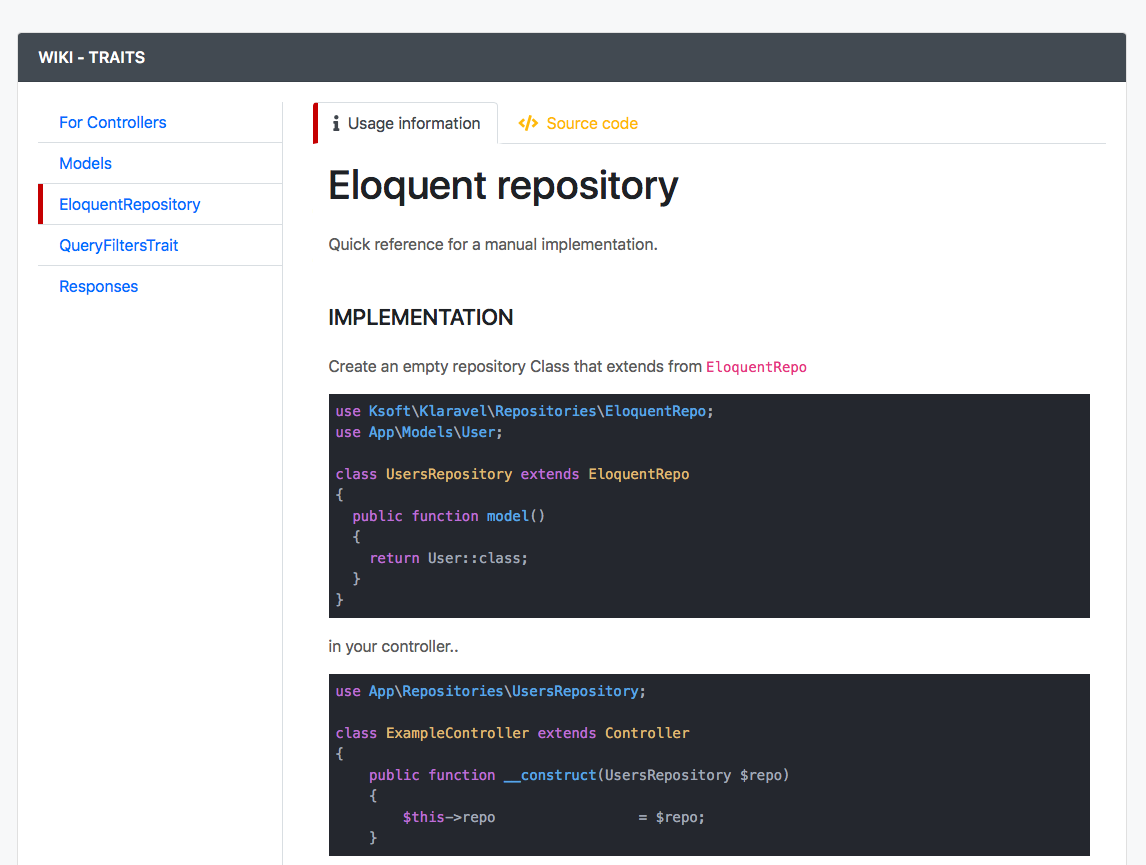 WIKI - TRAITS
For Controllers
Models
EloquentRepository
QueryFiltersTrait
Responses
Usage information
Source code
Eloquent repository
Quick reference for a manual implementation.
IMPLEMENTATION
Create an empty repository Class that extends from EloquentRepo
use Ksoft\Klaravel\Repositories\EloquentRepo;
use App\Models\User;
class UsersRepository extends EloquentRepo
{
  public function model()
  {
    return User::class;
  }
}
in your controller..
use App\Repositories\UsersRepository;
class ExampleController extends Controller
{
    public function __construct(UsersRepository $repo)
    {
        $this->repo                 = $repo;
    }